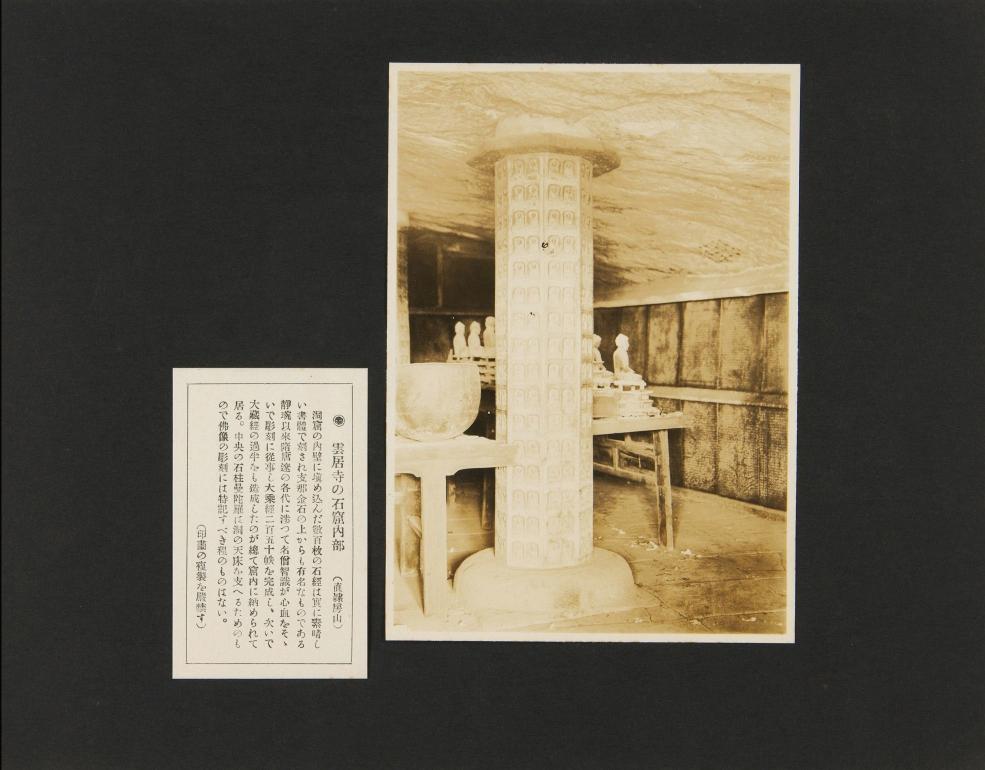 雲居寺の石窟内部　（直隷房山）
洞窟の内壁に塡め込んだ數百枚の石經は實に素晴し
い書體で刻され支那金石の上からも有名なものである
靜琬以來隋唐遼の各代に涉つて名僧智識が心血をそゝ
いで彫刻に從事し大乘經二百五十帙を完成し、次いで
大藏經の過半をも造成したのが總て窟內に納められて
居る。中央の石柱曼陀羅は洞の天床を支へるためのも
ので佛像の彫刻には特記すべき程のものはない。
（印畫の複製を嚴禁す）